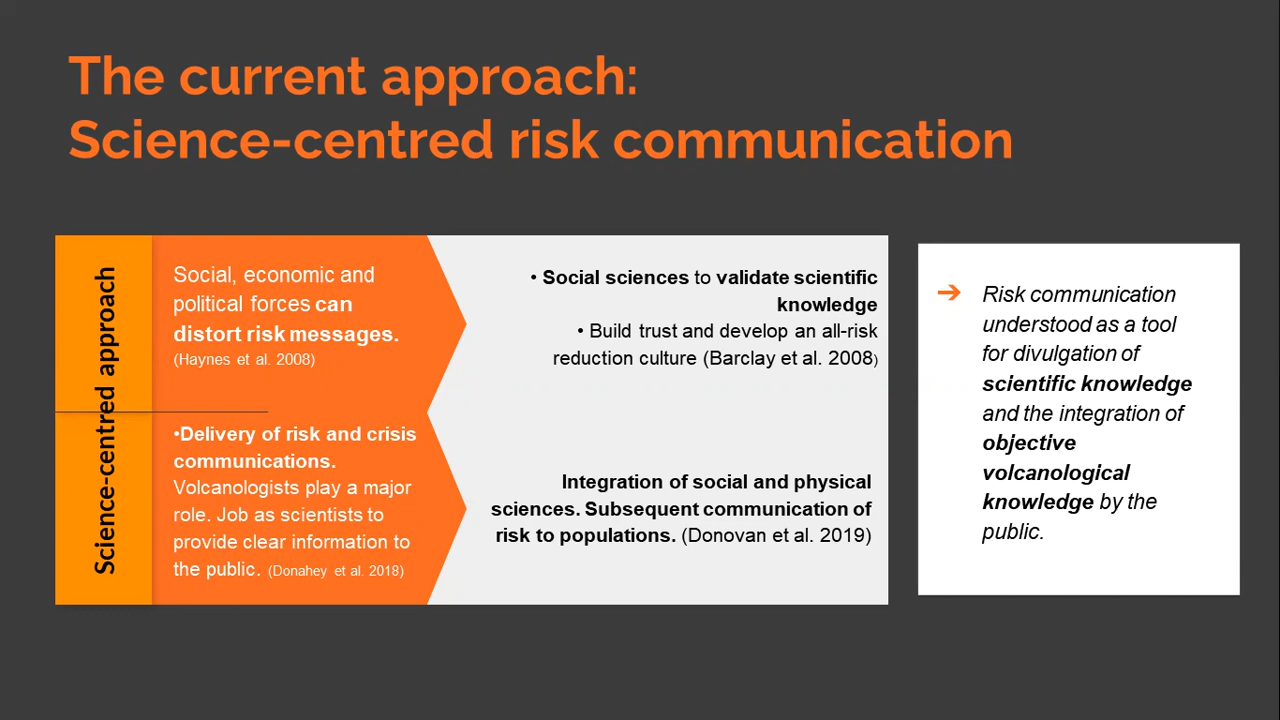 The current approach:
Science-centred risk communication
Science-centred approach
Social, economic and
political forces can
distort risk messages.
(Haynes et al. 2008)
•Delivery of risk and crisis
communications.
Volcanologists play a major
role. Job as scientists to
provide clear information to
the public. (Donahey et al. 2018)
• Social sciences to validate scientific
knowledge
• Build trust and develop an all-risk
reduction culture (Barclay et al. 2008)
Integration of social and physical
sciences. Subsequent communication of
risk to populations. (Donovan et al. 2019)
➔ Risk communication
understood as a tool
for divulgation of
scientific knowledge
and the integration of
objective
volcanological
knowledge by the
public.